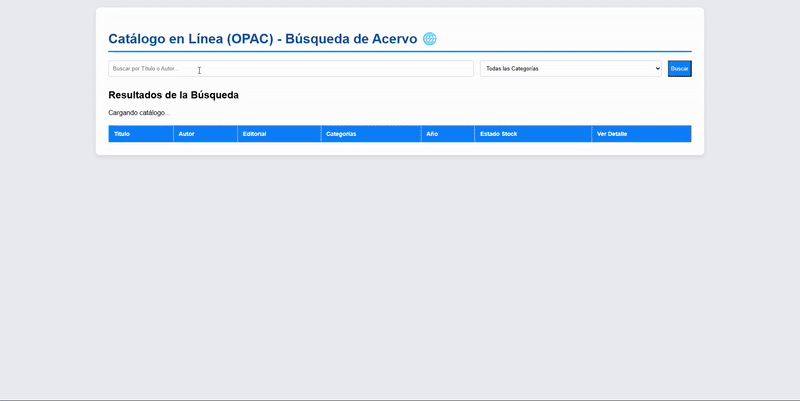 Catálogo en Línea (OPAC) - Búsqueda de Acervo 🌐
Buscar por Título o Autor... Todas las Categorías Buscar
Resultados de la Búsqueda
Cargando catálogo...
Título Autor Editorial Categorías Año Estado Stock Ver Detalle